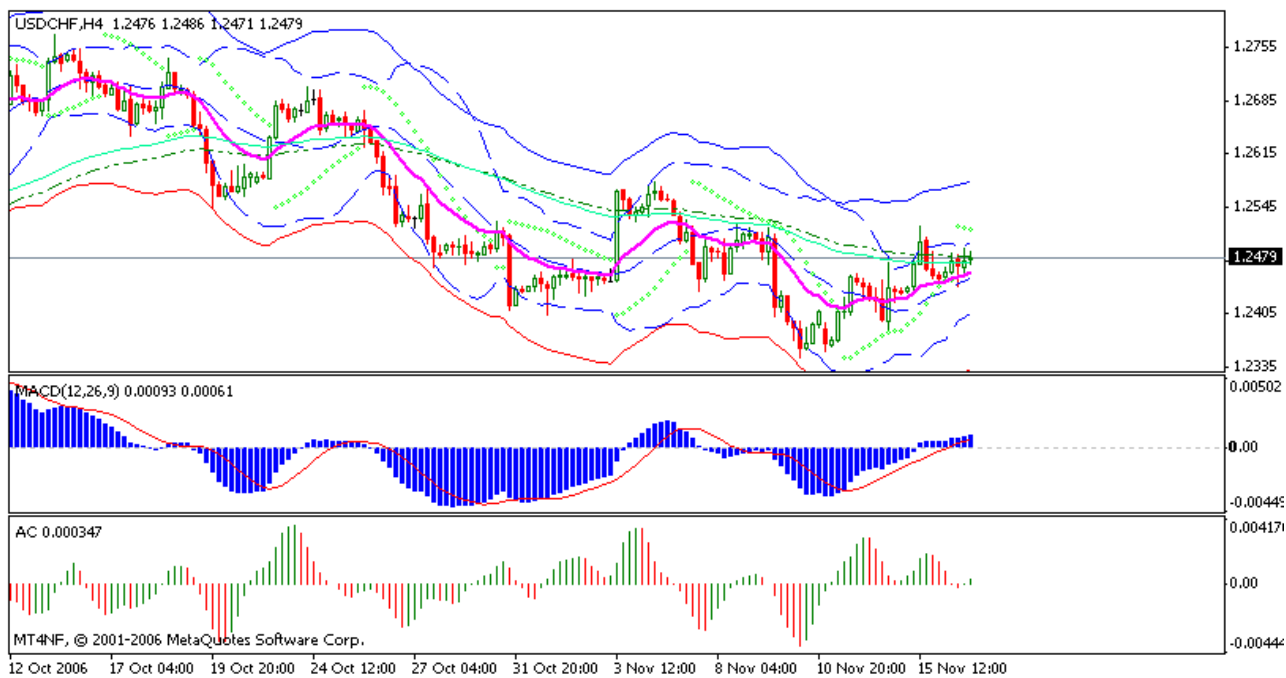 USDCHF,H4 1.2476 1.2486 1.2471 1.2479
1.2755
1.2685
1.2615
1.2545
1.2479
1.2405
1.2335
MACD(12,26,9) 0.00093 0.00061
0.00502
0.00
-0.00449
AC 0.000347
0.004170
0.00
-0.00444
MT4NF, © 2001-2006 MetaQuotes Software Corp.
12 Oct 2006 17 Oct 04:00 19 Oct 20:00 24 Oct 12:00 27 Oct 04:00 31 Oct 20:00 3 Nov 12:00 8 Nov 04:00 10 Nov 20:00 15 Nov 12:00